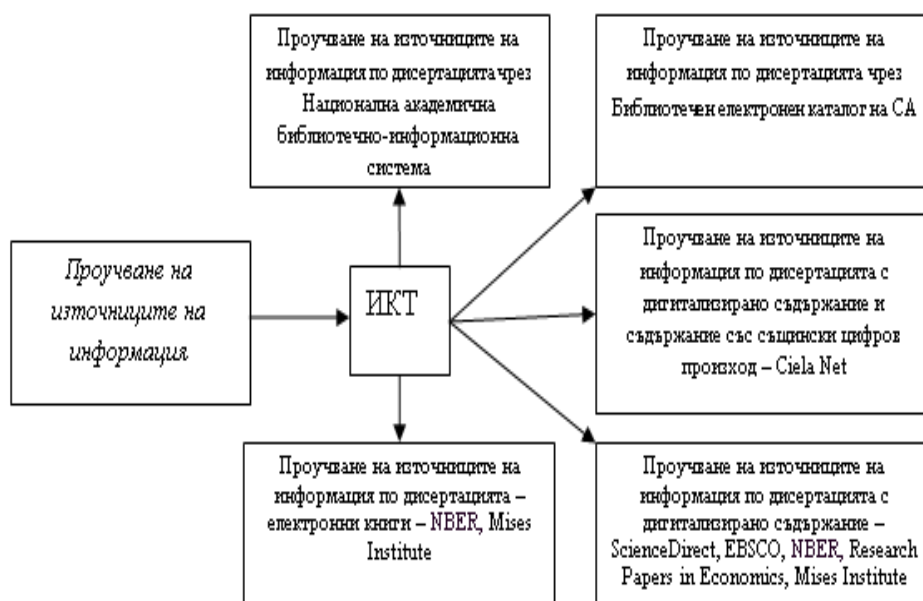 Проучване на източниците на
информация по дисертацията чрез
Национална академична
библиотечно-информационна
система
Проучване на източниците на
информация по дисертацията чрез
Библиотечен електронен каталог на СА
Проучване на
източниците на
информация
ИКТ
Проучване на източниците на
информация по дисертацията с
дигитализирано съдържание и
съдържание със същински цифров
произход – Ciela Net
Проучване на източниците на
информация по дисертацията –
електронни книги – NBER, Mises
Institute
Проучване на източниците на
информация по дисертацията с
дигитализирано съдържание –
ScienceDirect, EBSCO, NBER, Research
Papers in Economics, Mises Institute